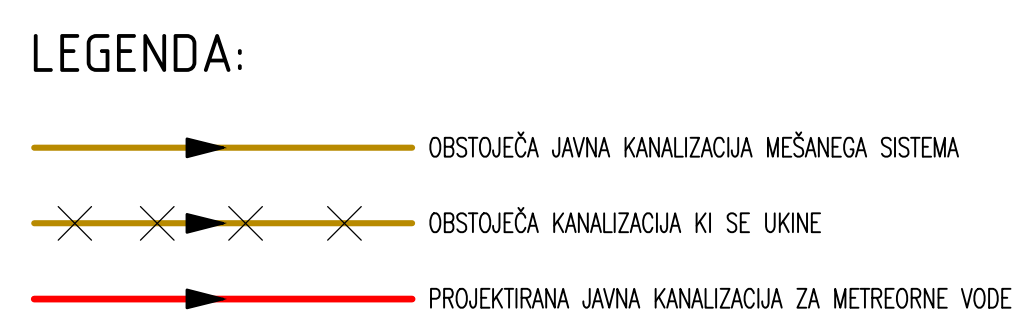 LEGENDA:
OBSTOJEČA JAVNA KANALIZACIJA MEŠANEGA SISTEMA
OBSTOJEČA KANALIZACIJA KI SE UKINE
PROJEKTIRANA JAVNA KANALIZACIJA ZA METREORNE VODE